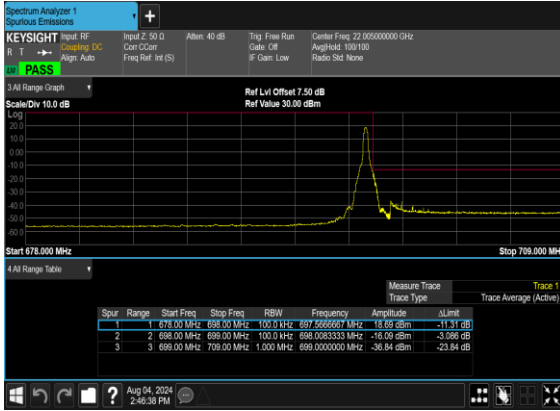 Spectrum Analyzer 1
Spurious Emissions
+
KEYSIGHT Input: RF Input Z: 50 Ω Atten: 40 dB Trig: Free Run Center Freq: 22.005000000 GHz
R T Coupling: DC Corr CCorr Gate: Off Avg|Hold: 100/100
Align: Auto Freq Ref: Int (S) IF Gain: Low Radio Std: None
PASS
3 All Range Graph Ref Lvl Offset 7.50 dB
Scale/Div 10.0 dB Ref Value 30.00 dBm
Log
20.0
10.0
0.00
-10.0
-20.0
-30.0
-40.0
-50.0
-60.0
Start 678.000 MHz Stop 709.000 MH
4 All Range Table
Measure Trace Trace 1
Trace Type Trace Average (Active)
Spur Range Start Freq Stop Freq RBW Frequency Amplitude ΔLimit
1 1 678.00 MHz 698.00 MHz 100.0 kHz 697.5666667 MHz 18.69 dBm -11.31 dB
2 2 698.00 MHz 699.00 MHz 100.0 kHz 698.0083333 MHz -16.09 dBm -3.086 dB
3 3 699.00 MHz 709.00 MHz 1.000 MHz 699.0000000 MHz -36.84 dBm -23.84 dB
? Aug 04, 2024
2:46:38 PM